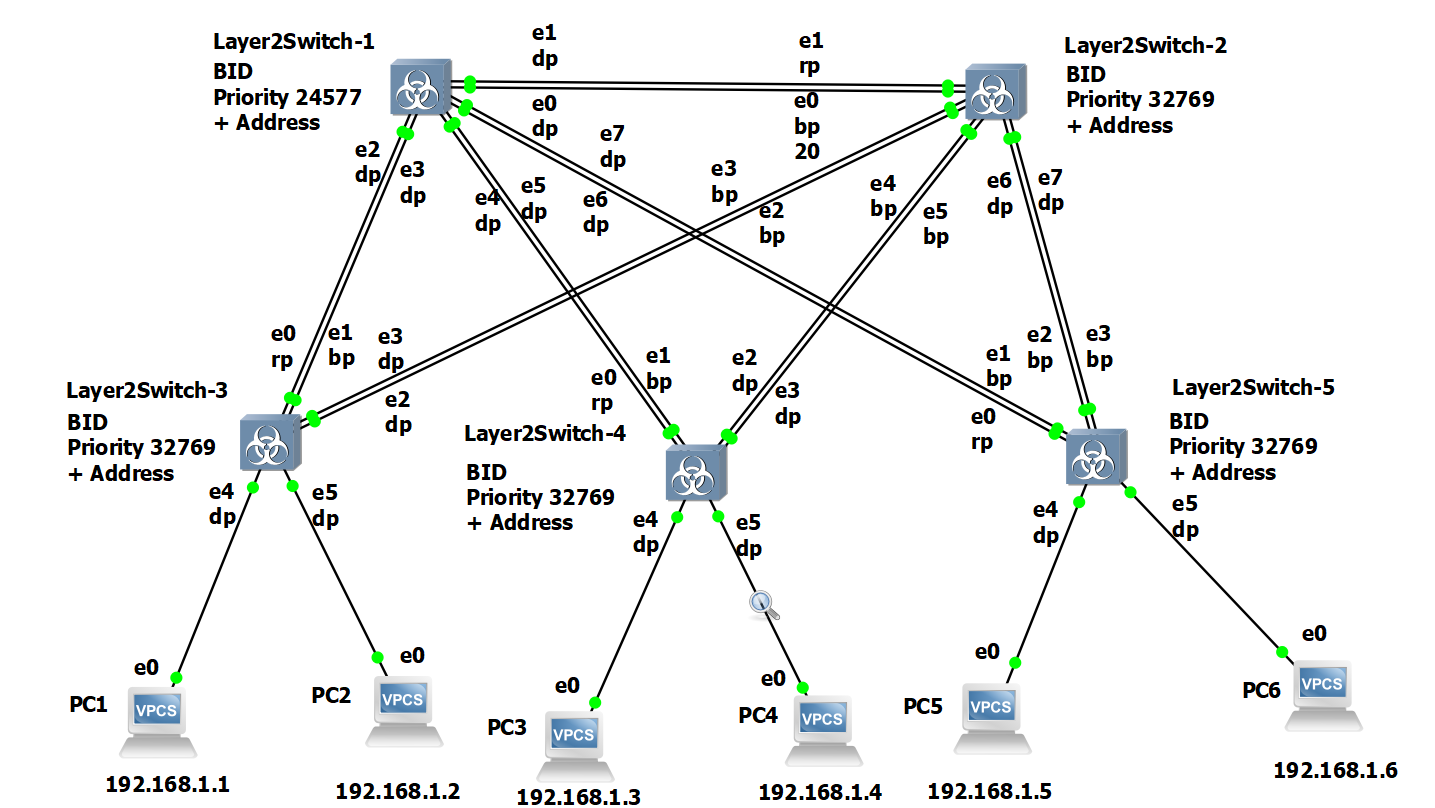 Layer2Switch-1
BID
Priority 24577
+ Address
e1
dp
e1
rp
Layer2Switch-2
BID
Priority 32769
+ Address
e0
dp
e0
bp
20
e2
dp
e3
dp
e4
dp
e5
dp
e7
dp
e6
dp
e3
bp
e2
bp
e4
bp
e5
bp
e6
dp
e7
dp
e0
rp
e1
bp
e3
dp
e2
dp
e0
rp
e1
bp
e2
dp
e3
dp
e1
bp
e0
rp
e2
bp
e3
bp
Layer2Switch-3
BID
Priority 32769
+ Address
Layer2Switch-4
BID
Priority 32769
+ Address
Layer2Switch-5
BID
Priority 32769
+ Address
e4
dp
e5
dp
e4
dp
e5
dp
e4
dp
e5
dp
e0
PC1
VPCS
192.168.1.1
e0
PC2
VPCS
192.168.1.2
e0
PC3
VPCS
192.168.1.3
e0
PC4
VPCS
192.168.1.4
e0
PC5
VPCS
192.168.1.5
e0
PC6
VPCS
192.168.1.6